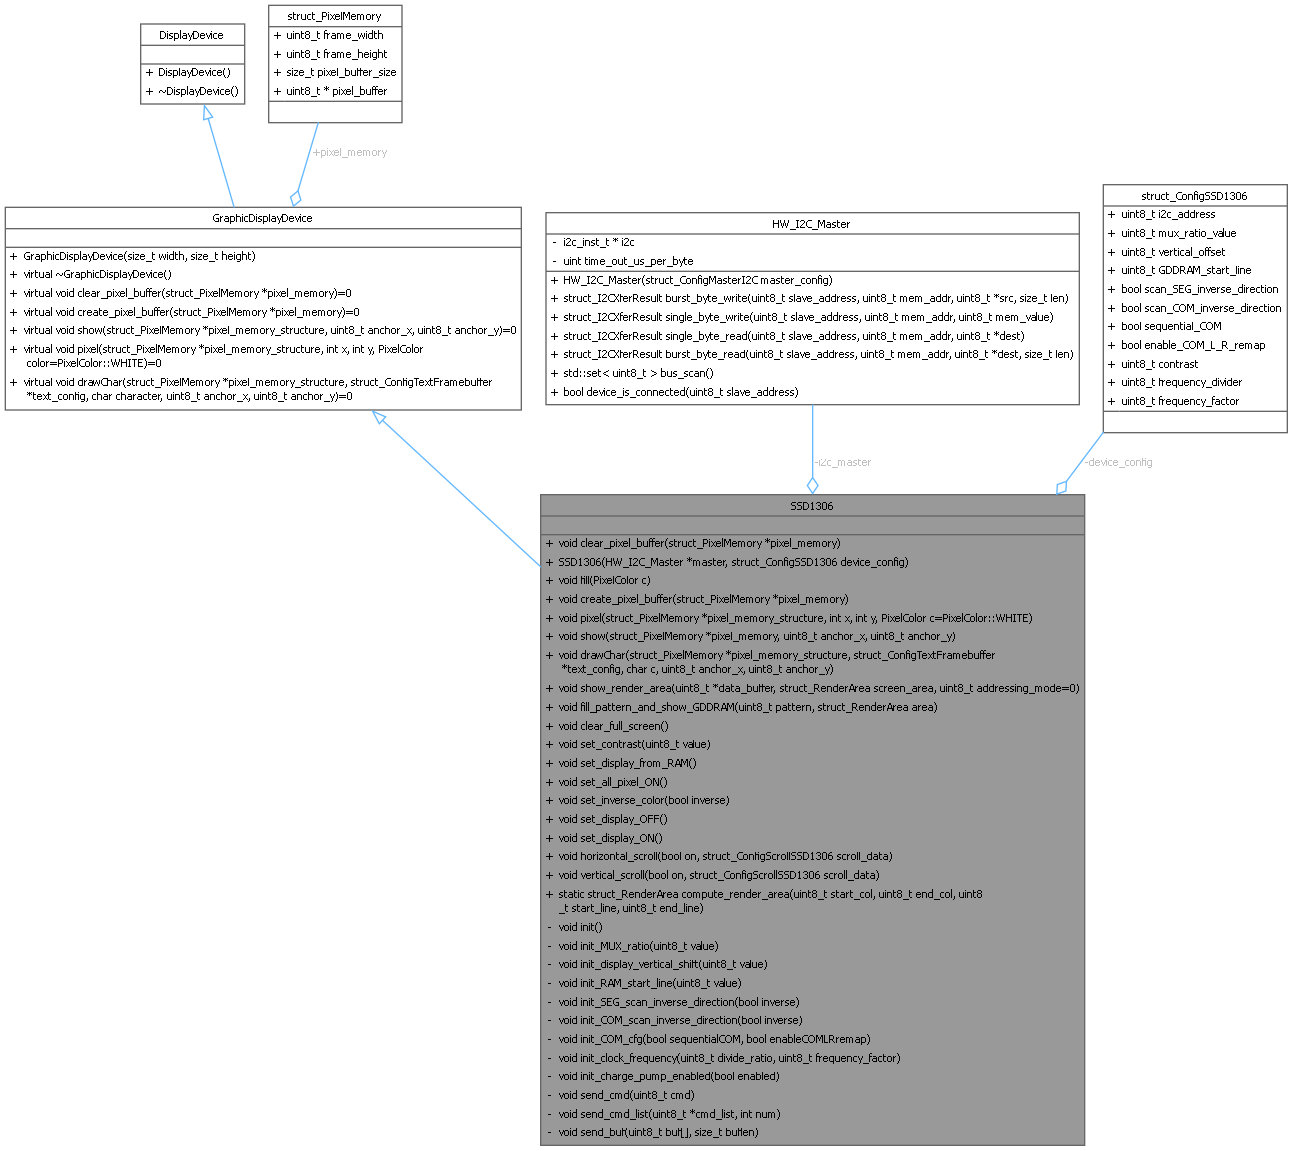 DisplayDevice
+ DisplayDevice()
+ ~DisplayDevice()
struct_PixelMemory
+ uint8_t frame_width
+ uint8_t frame_height
+ size_t pixel_buffer_size
+ uint8_t * pixel_buffer
+pixel_memory
GraphicDisplayDevice
+ GraphicDisplayDevice(size_t width, size_t height)
+ virtual ~GraphicDisplayDevice()
+ virtual void clear_pixel_buffer(struct_PixelMemory *pixel_memory)=0
+ virtual void create_pixel_buffer(struct_PixelMemory *pixel_memory)=0
+ virtual void show(struct_PixelMemory *pixel_memory_structure, uint8_t anchor_x, uint8_t anchor_y)=0
+ virtual void pixel(struct_PixelMemory *pixel_memory_structure, int x, int y, PixelColor
color=PixelColor::WHITE)=0
+ virtual void drawChar(struct_PixelMemory *pixel_memory_structure, struct_ConfigTextFramebuffer
*text_config, char character, uint8_t anchor_x, uint8_t anchor_y)=0
HW_I2C_Master
- i2c_inst_t * i2c
- uint time_out_us_per_byte
+ HW_I2C_Master(struct_ConfigMasterI2C master_config)
+ struct_I2CXferResult burst_byte_write(uint8_t slave_address, uint8_t mem_addr, uint8_t *src, size_t len)
+ struct_I2CXferResult single_byte_write(uint8_t slave_address, uint8_t mem_addr, uint8_t mem_value)
+ struct_I2CXferResult single_byte_read(uint8_t slave_address, uint8_t mem_addr, uint8_t *dest)
+ struct_I2CXferResult burst_byte_read(uint8_t slave_address, uint8_t mem_addr, uint8_t *dest, size_t len)
+ std::set< uint8_t > bus_scan()
+ bool device_is_connected(uint8_t slave_address)
-i2c_master
struct_ConfigSSD1306
+ uint8_t i2c_address
+ uint8_t mux_ratio_value
+ uint8_t vertical_offset
+ uint8_t GDDRAM_start_line
+ bool scan_SEG_inverse_direction
+ bool scan_COM_inverse_direction
+ bool sequential_COM
+ bool enable_COM_L_R_remap
+ uint8_t contrast
+ uint8_t frequency_divider
+ uint8_t frequency_factor
-device_config
SSD1306
+ void clear_pixel_buffer(struct_PixelMemory *pixel_memory)
+ SSD1306(HW_I2C_Master *master, struct_ConfigSSD1306 device_config)
+ void fill(PixelColor c)
+ void create_pixel_buffer(struct_PixelMemory *pixel_memory)
+ void pixel(struct_PixelMemory *pixel_memory_structure, int x, int y, PixelColor c=PixelColor::WHITE)
+ void show(struct_PixelMemory *pixel_memory, uint8_t anchor_x, uint8_t anchor_y)
+ void drawChar(struct_PixelMemory *pixel_memory_structure, struct_ConfigTextFramebuffer
*text_config, char c, uint8_t anchor_x, uint8_t anchor_y)
+ void show_render_area(uint8_t *data_buffer, struct_RenderArea screen_area, uint8_t addressing_mode=0)
+ void fill_pattern_and_show_GDDRAM(uint8_t pattern, struct_RenderArea area)
+ void clear_full_screen()
+ void set_contrast(uint8_t value)
+ void set_display_from_RAM()
+ void set_all_pixel_ON()
+ void set_inverse_color(bool inverse)
+ void set_display_OFF()
+ void set_display_ON()
+ void horizontal_scroll(bool on, struct_ConfigScrollSSD1306 scroll_data)
+ void vertical_scroll(bool on, struct_ConfigScrollSSD1306 scroll_data)
+ static struct_RenderArea compute_render_area(uint8_t start_col, uint8_t end_col, uint8
_t start_line, uint8_t end_line)
- void init()
- void init_MUX_ratio(uint8_t value)
- void init_display_vertical_shift(uint8_t value)
- void init_RAM_start_line(uint8_t value)
- void init_SEG_scan_inverse_direction(bool inverse)
- void init_COM_scan_inverse_direction(bool inverse)
- void init_COM_cfg(bool sequentialCOM, bool enableCOMLRremap)
- void init_clock_frequency(uint8_t divide_ratio, uint8_t frequency_factor)
- void init_charge_pump_enabled(bool enabled)
- void send_cmd(uint8_t cmd)
- void send_cmd_list(uint8_t *cmd_list, int num)
- void send_buf(uint8_t buf[], size_t buflen)